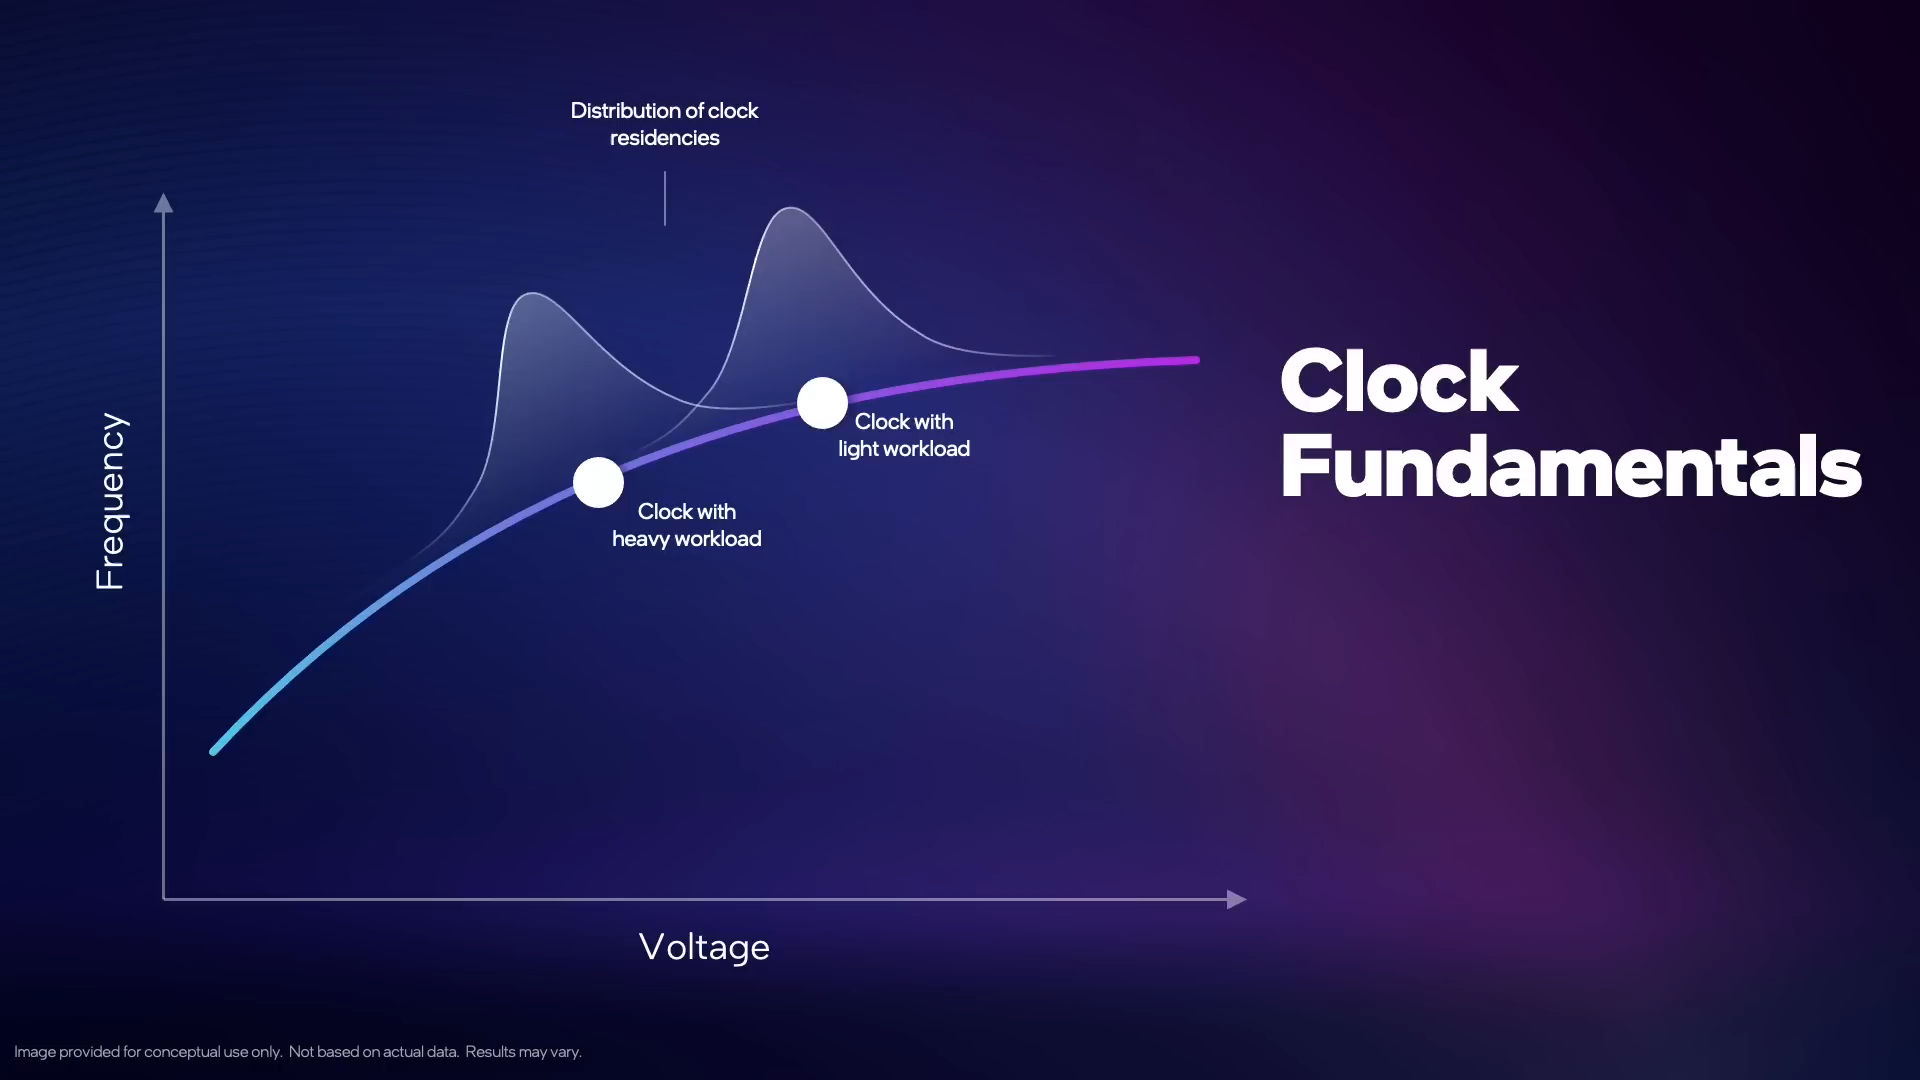 Distribution of clock
residencies
Clock
Fundamentals
Clock with
light workload
Clock with
heavy workload
Frequency
Voltage
Image provided for conceptual use only. Not based on actual data. Results may vary.